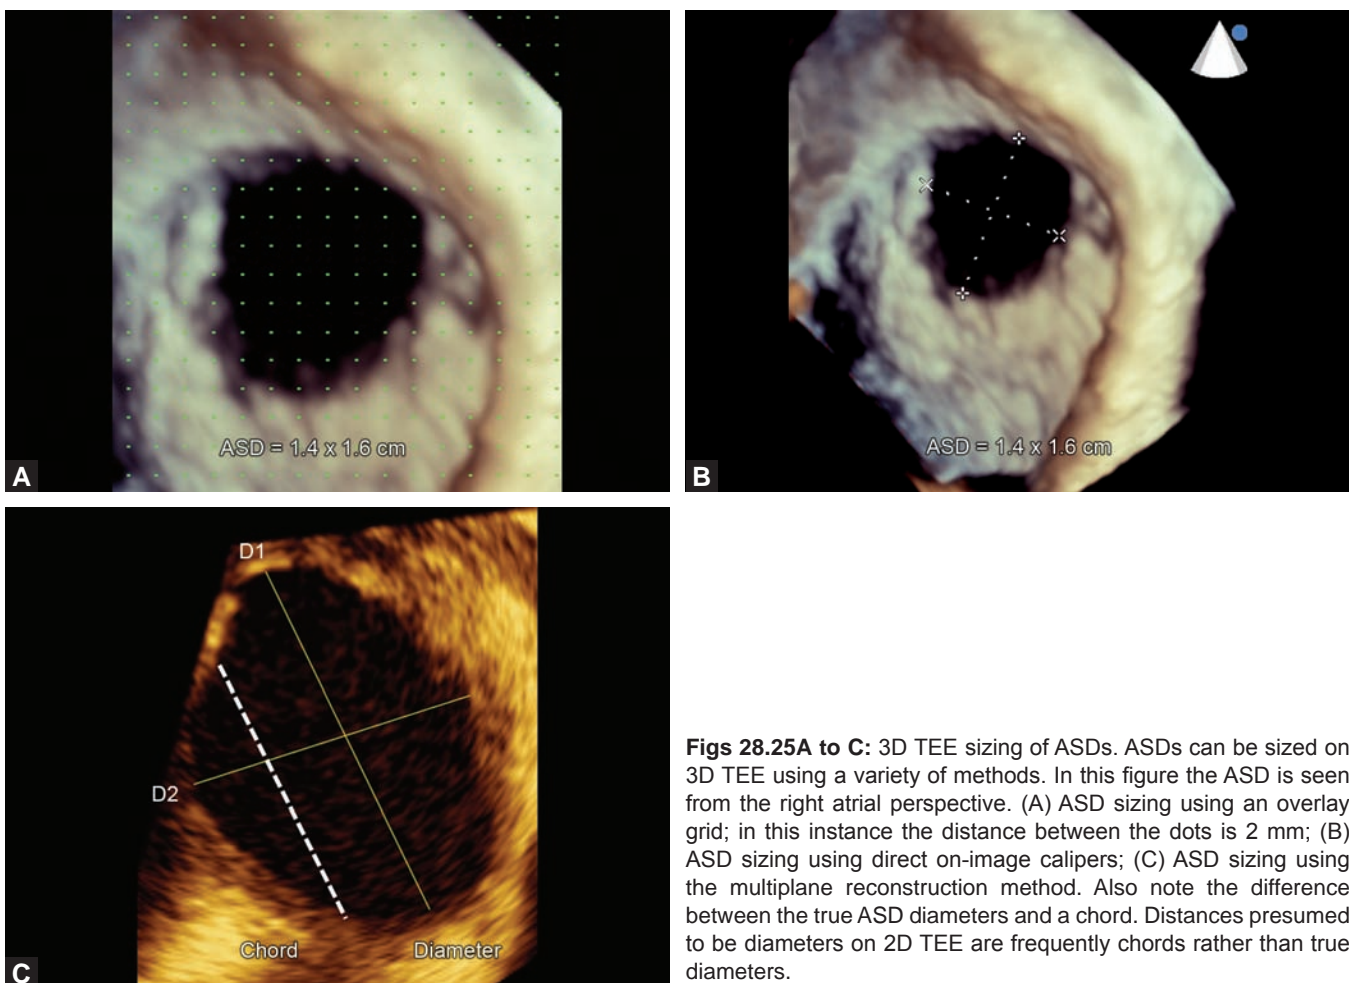 ASD = 1.4 x 1.6 cm
A
ASD = 1.4 x 1.6 cm
B
D1
D2
Chord
Diameter
C
Figs 28.25A to C: 3D TEE sizing of ASDs. ASDs can be sized on
3D TEE using a variety of methods. In this figure the ASD is seen
from the right atrial perspective. (A) ASD sizing using an overlay
grid; in this instance the distance between the dots is 2 mm; (B)
ASD sizing using direct on-image calipers; (C) ASD sizing using
the multiplane reconstruction method. Also note the difference
between the true ASD diameters and a chord. Distances presumed
to be diameters on 2D TEE are frequently chords rather than true
diameters.